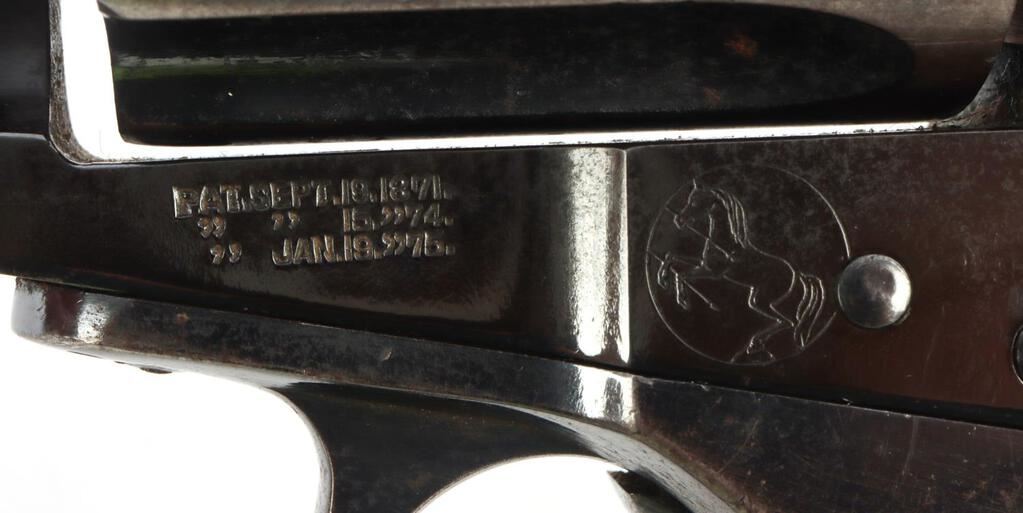 PAT. SEPT. 19. 1871.
" " 15. " 74.
" JAN. 19. " 75.